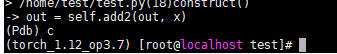 > /home/test/test.py(18)construct()
-> out = self.add2(out, x)
(Pdb) c
(torch_1.12_op3.7) [root@localhost test]#